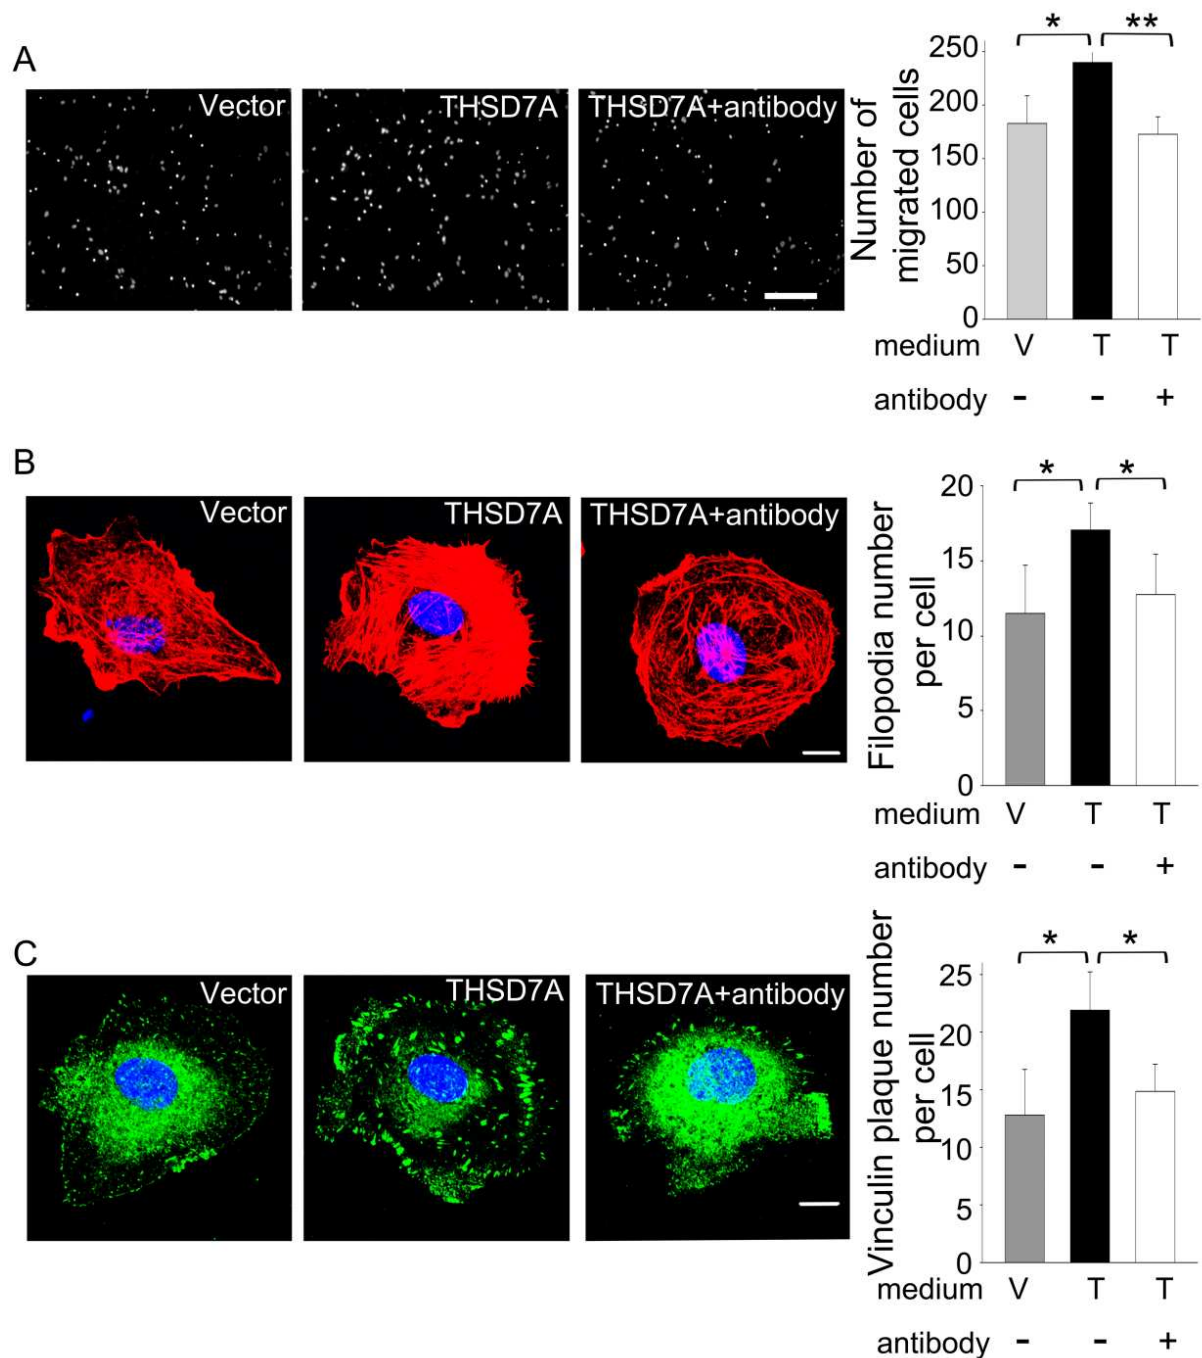 A
Vector
THSD7A
THSD7A+antibody
Number of
migrated cells
250
200
150
100
50
0
* **
medium V T T
antibody - - +
B
Vector
THSD7A
THSD7A+antibody
Filopodia number
per cell
20
15
10
5
0
* *
medium V T T
antibody - - +
C
Vector
THSD7A
THSD7A+antibody
Vinculin plaque number
per cell
25
20
15
10
5
0
* *
medium V T T
antibody - - +